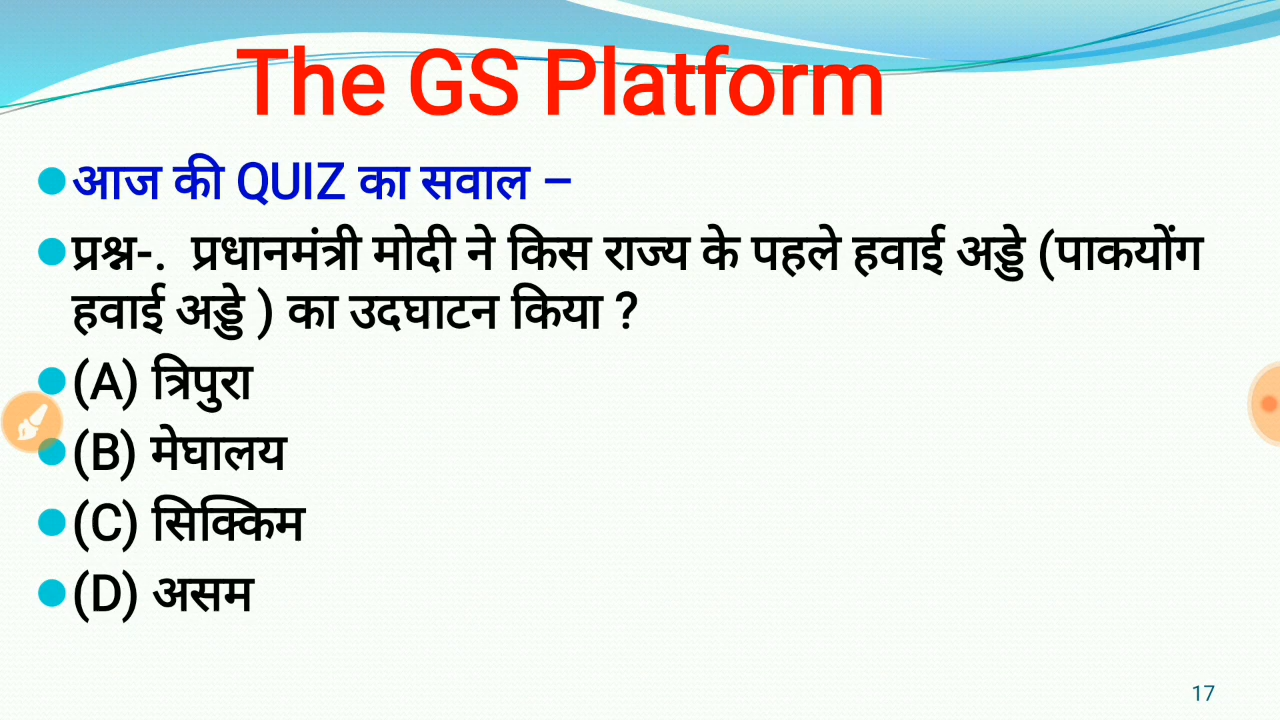 The GS Platform
आज की QUIZ का सवाल –
प्रश्न-. प्रधानमंत्री मोदी ने किस राज्य के पहले हवाई अड्डे (पाकयोंग
हवाई अड्डे ) का उदघाटन किया ?
(A) त्रिपुरा
(B) मेघालय
(C) सिक्किम
(D) असम
17